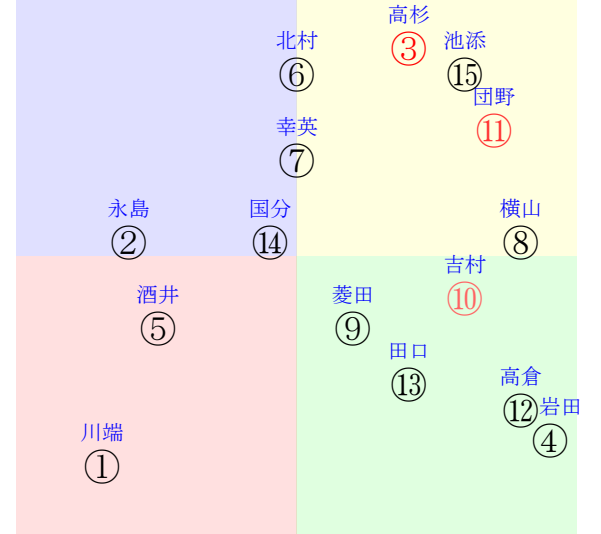 高杉
③
北村
⑥
池添
⑮
団野
⑪
幸英
⑦
永島
②
国分
⑭
横山
⑧
吉村
⑩
酒井
⑤
菱田
⑨
田口
⑬
高倉
⑫
岩田
④
川端
①